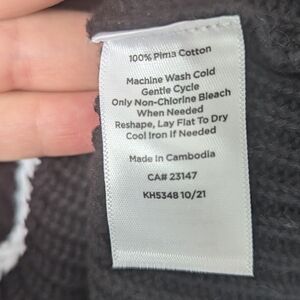 100% Pima Cotton
Machine Wash Cold
Gentle Cycle
Only Non-Chlorine Bleach
When Needed
Reshape, Lay Flat To Dry
Cool Iron If Needed
Made In Cambodia
CA# 23147
KH5348 10/21